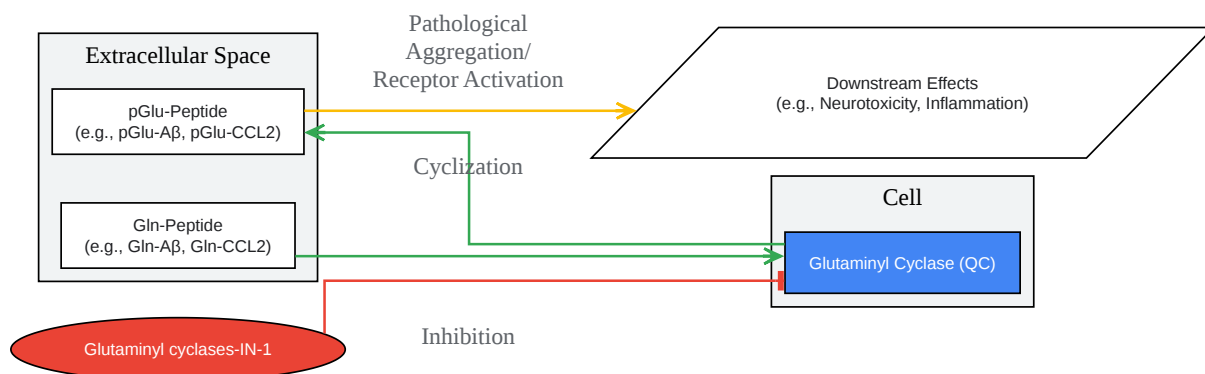 Pathological
Aggregation/
Receptor Activation
Extracellular Space
pGlu-Peptide
(e.g., pGlu-Aβ, pGlu-CCL2)
Downstream Effects
(e.g., Neurotoxicity, Inflammation)
Cyclization
Cell
Gln-Peptide
(e.g., Gln-Aβ, Gln-CCL2)
Glutaminyl Cyclase (QC)
Inhibition
Glutaminyl cyclases-IN-1